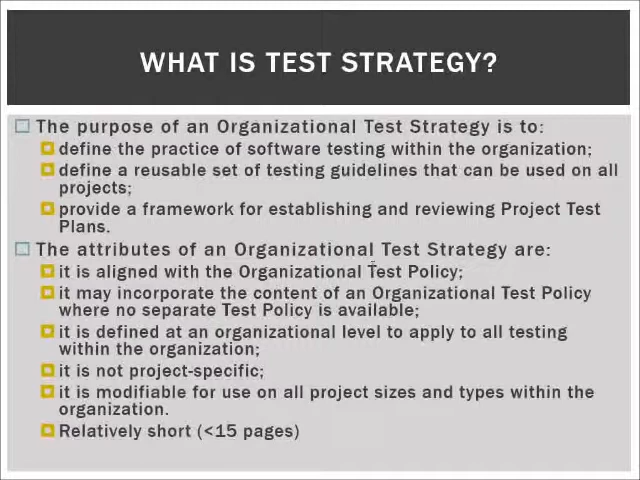 WHAT IS TEST STRATEGY?
The purpose of an Organizational Test Strategy is to:
define the practice of software testing within the organization;
define a reusable set of testing guidelines that can be used on all
projects;
provide a framework for establishing and reviewing Project Test
Plans.
The attributes of an Organizational Test Strategy are:
it is aligned with the Organizational Test Policy;
it may incorporate the content of an Organizational Test Policy
where no separate Test Policy is available;
it is defined at an organizational level to apply to all testing
within the organization;
it is not project-specific;
it is modifiable for use on all project sizes and types within the
organization.
Relatively short (<15 pages)